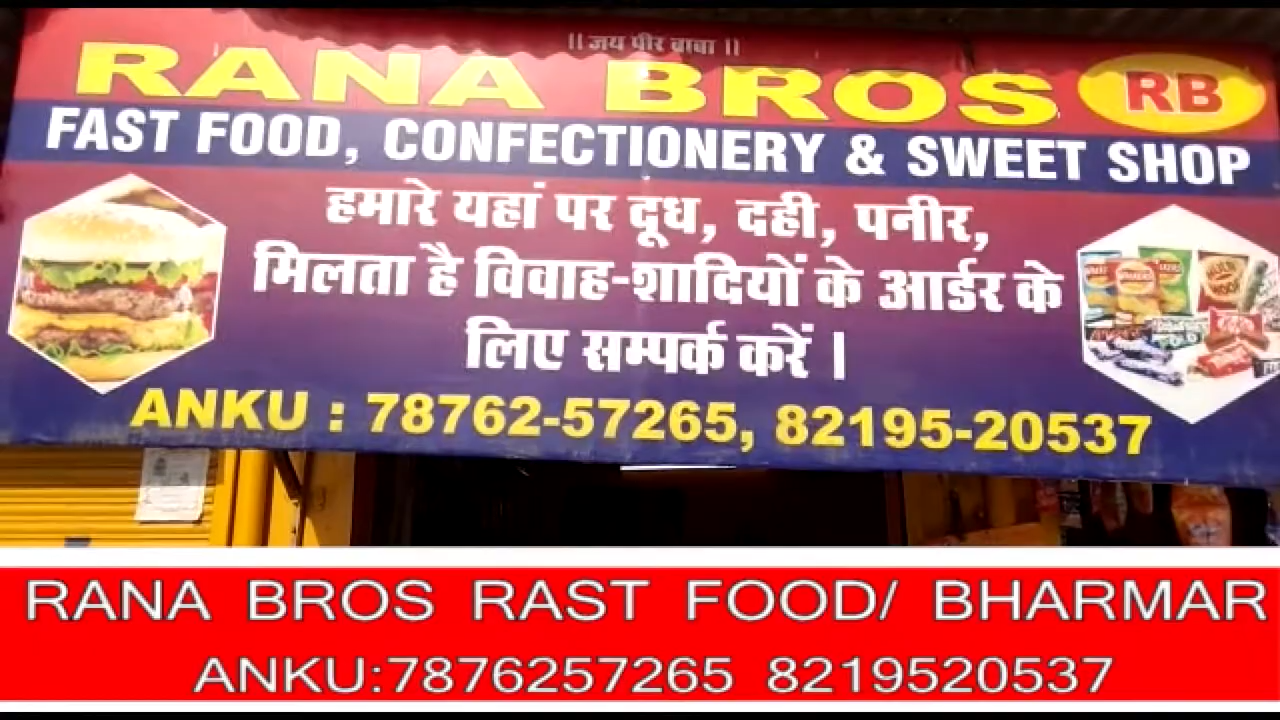 ॥ जय पीर बाबा ॥
RANA BROS RB
FAST FOOD, CONFECTIONERY & SWEET SHOP
हमारे यहां पर दूध, दही, पनीर,
मिलता है विवाह-शादियों के आर्डर के
लिए सम्पर्क करें ।
ANKU : 78762-57265, 82195-20537
RANA BROS RAST FOOD/ BHARMAR
ANKU:7876257265 8219520537